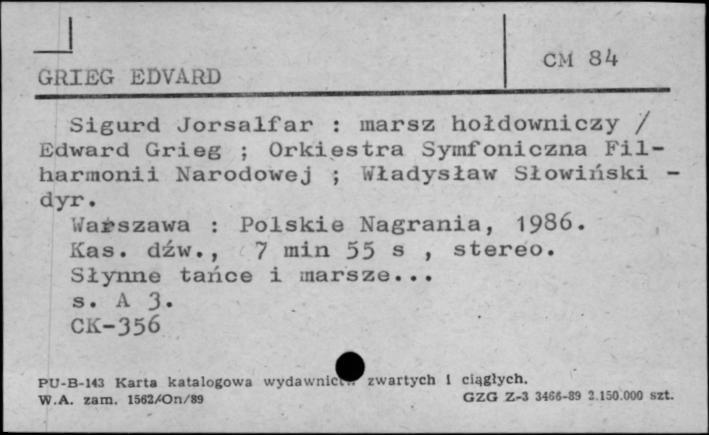 CM 84
GRIEG EDVARD
Sigurd Jorsalfar : marsz hołdowniczy /
Edward Grieg ; Orkiestra Symfoniczna Fil-
harmonii Narodowej ; Władysław Słowiński -
dyr.
Warszawa : Polskie Nagrania, 1986.
Kas. dźw., 7 min 55 s , stereo.
Słynne tańce i marsze...
s. A 3.
CK-356
PU-B-143 Karta katalogowa wydawnictw zwartych i ciągłych.
W.A. zam. 1562/On/89 GZG Z-3 3466-89 2.150.000 szt.